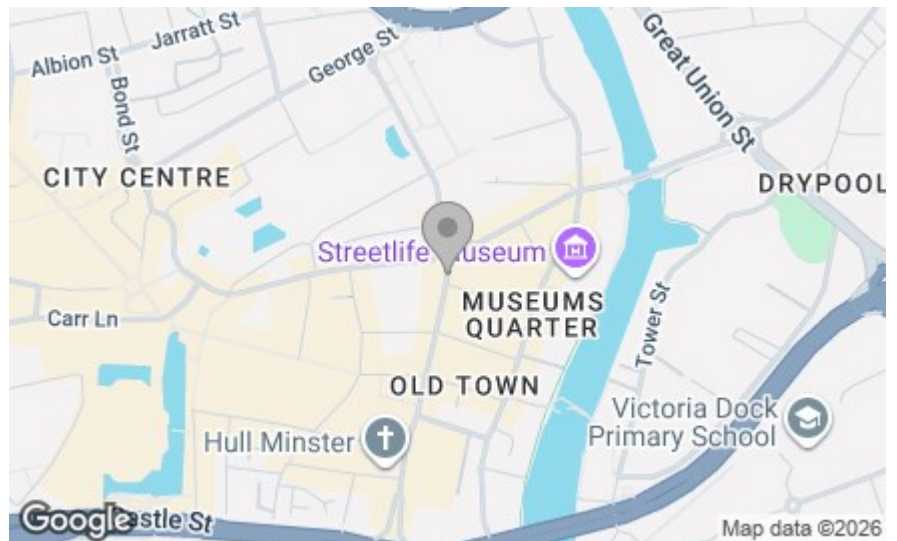 Jarratt St
Albion St
George St
Great Union St
Bond St
CITY CENTRE
DRYPOOL
Streetlife Museum
MUSEUMS
QUARTER
Carr Ln
Tower St
OLD TOWN
Victoria Dock
Primary School
Hull Minster
Google
Castle St
Map data ©2026